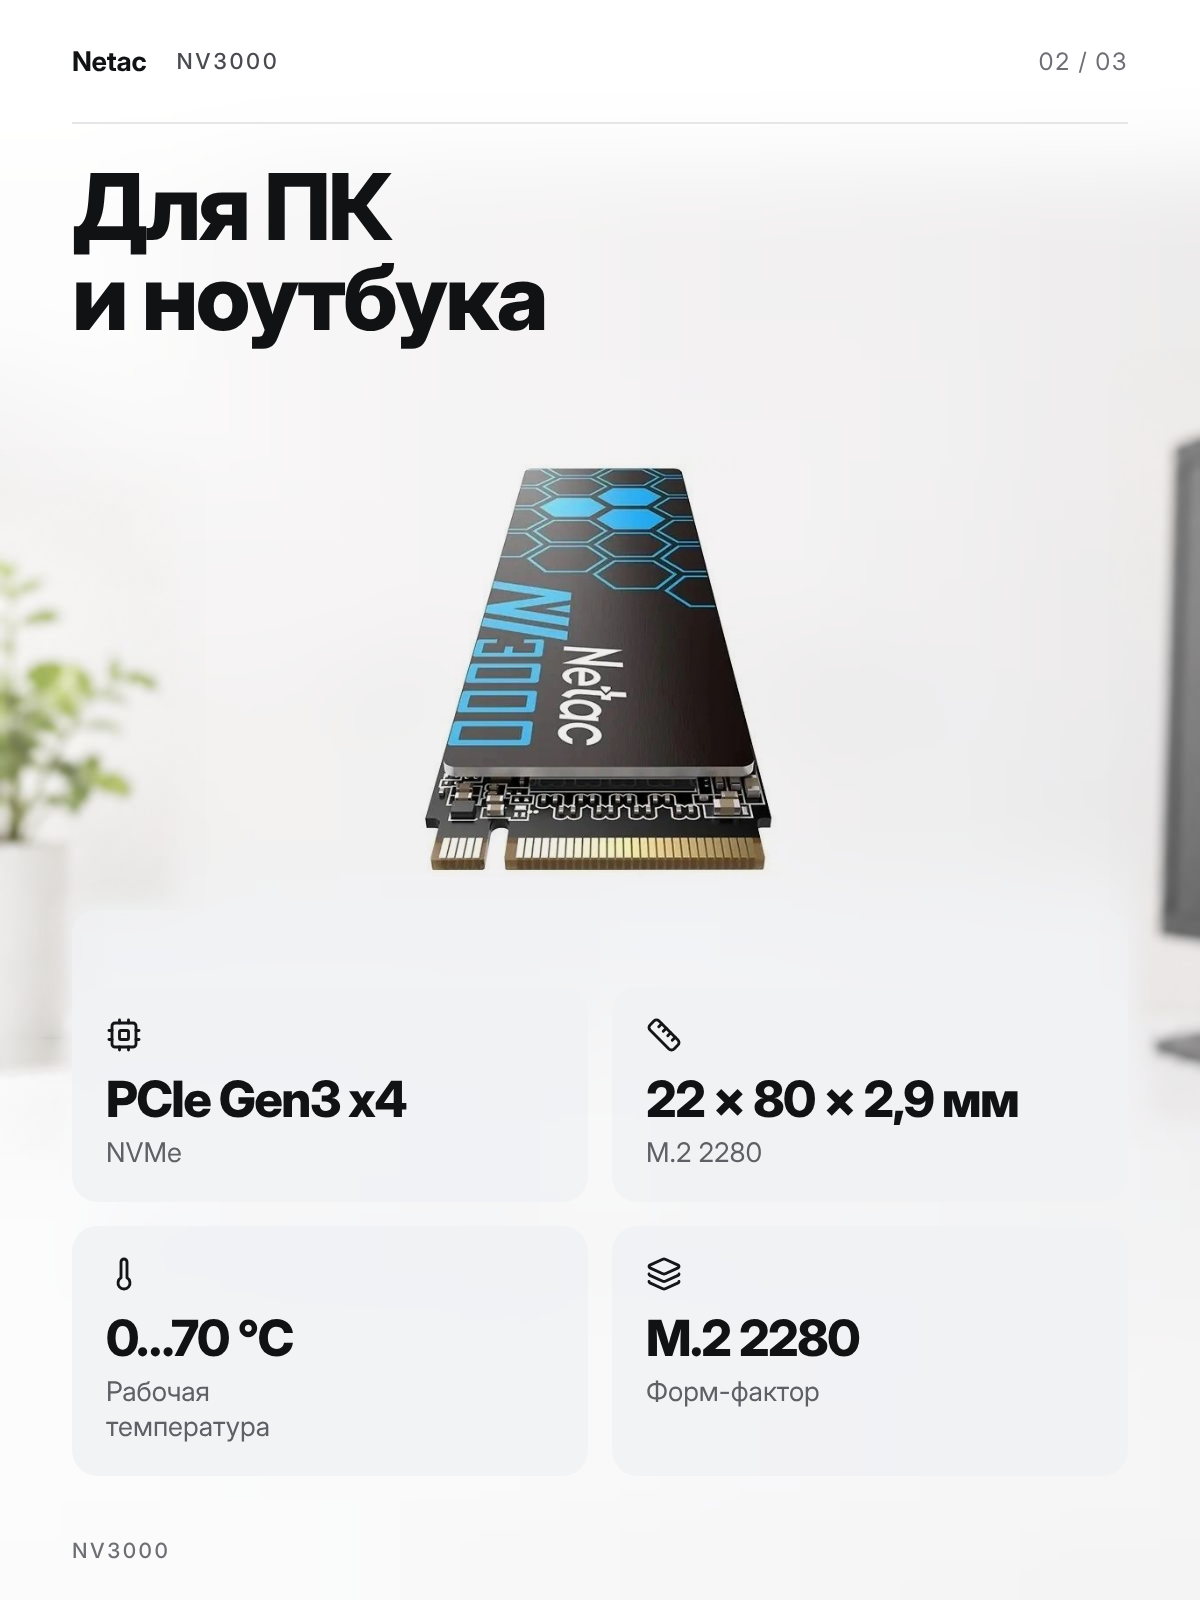 Netac NV3000 02 / 03
Для ПК
и ноутбука
NV3000
Netac
PCIe Gen3 x4
NVMe
22 × 80 × 2,9 мм
M.2 2280
0...70 °C
Рабочая
температура
M.2 2280
Форм-фактор
NV3000